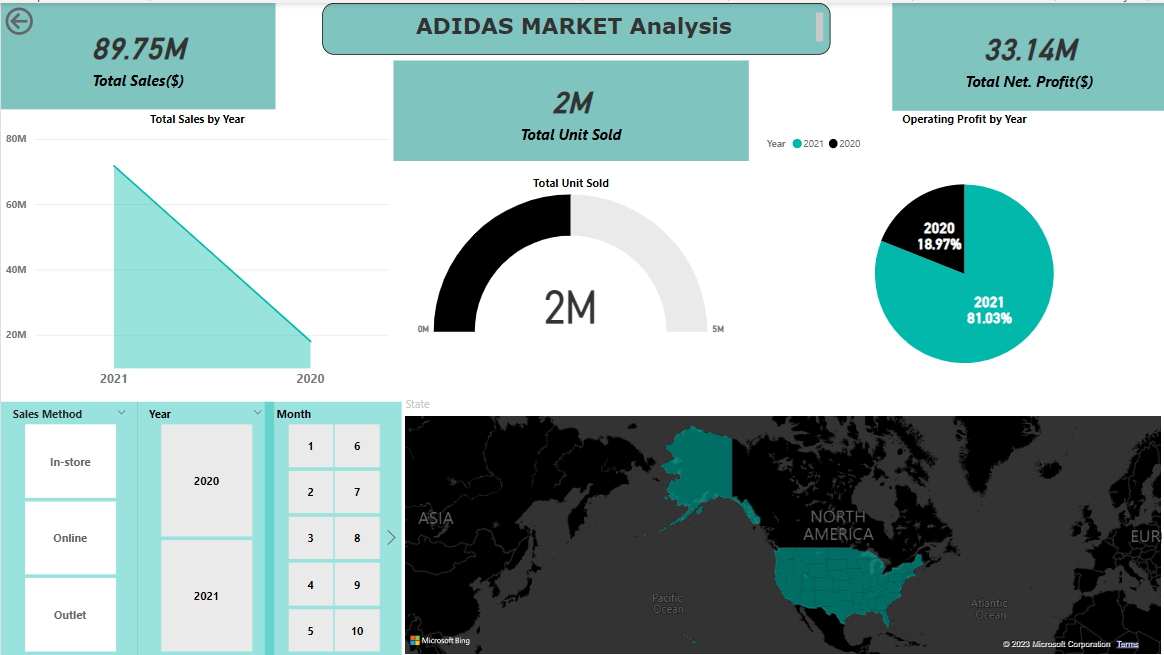 ADIDAS MARKET Analysis
89.75M
Total Sales($)
2M
Total Unit Sold
33.14M
Total Net. Profit($)
Total Sales by Year
80M
60M
40M
20M
2021
2020
Total Unit Sold
2M
0M
5M
Operating Profit by Year
Year
2021
2020
2020
18.97%
2021
81.03%
Sales Method
In-store
Online
Outlet
Year
2020
2021
Month
1
6
2
7
3
8
4
9
5
10
State
ASIA
NORTH
AMERICA
EUR
Pacific
Ocean
Atlantic
Ocean
Microsoft Bing
© 2023 Microsoft Corporation
Terms